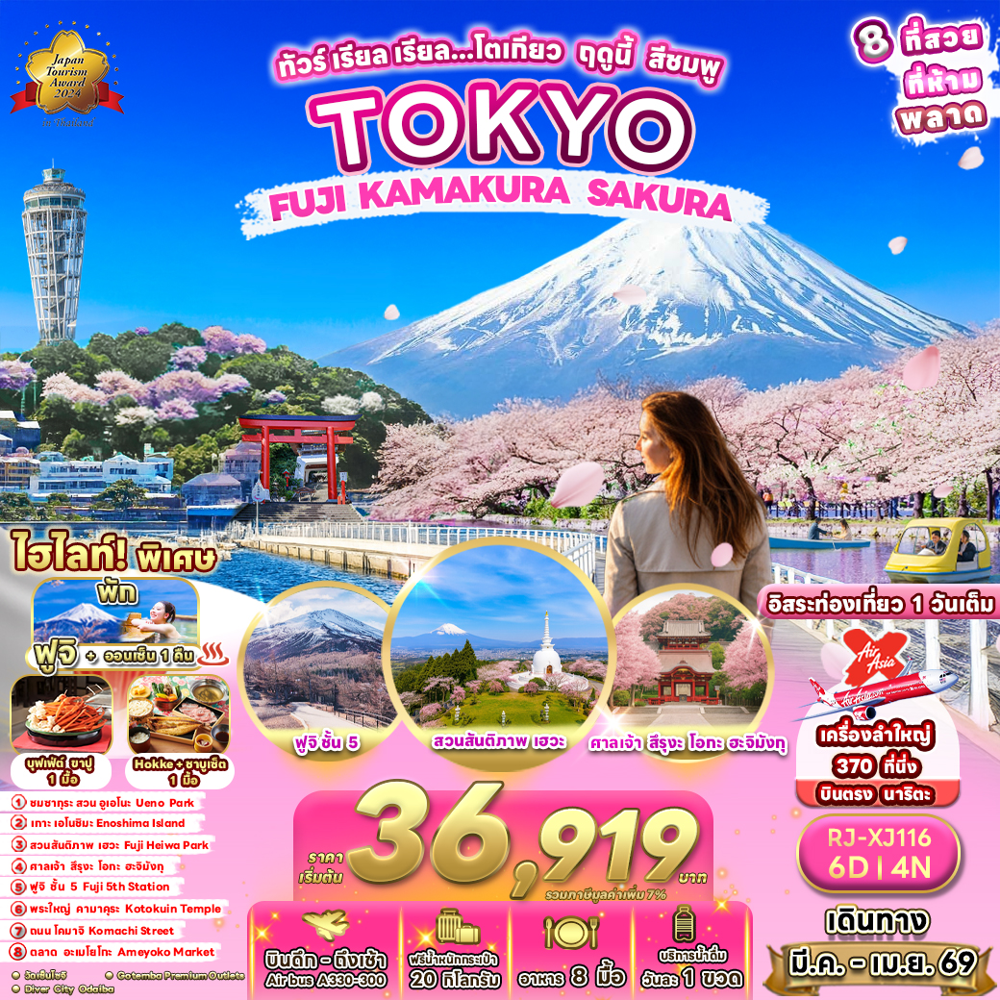 Japan
Tourism
Award
2024
in Thailand
ทัวร์ เรียล เรียล...โตเกียว ฤดูนี้ สีชมพู
TOKYO
FUJI KAMAKURA SAKURA
8 ที่สวย
ที่ห้าม
พลาด
ไฮไลท์! พิเศษ
พัก
ฟูจิ + ออนเซ็น 1 คืน
บุฟเฟ่ต์ ขาปู
1 มื้อ
Hokke + ชาบูเซ็ต
1 มื้อ
ฟูจิ ชั้น 5
สวนสันติภาพ เฮวะ
ศาลเจ้า สึรุงะ โอกะ ฮะจิมังกุ
อิสระท่องเที่ยว 1 วันเต็ม
Air
Asia
เครื่องลำใหญ่
370 ที่นั่ง
บินตรง นาริตะ
RJ-XJ116
6D | 4N
เดินทาง
มี.ค. - เม.ย. 69
1 ชมซากุระ สวน อูเอโนะ Ueno Park
2 เกาะ เอโนชิมะ Enoshima Island
3 สวนสันติภาพ เฮวะ Fuji Heiwa Park
4 ศาลเจ้า สึรุงะ โอกะ ฮะจิมังกุ
5 ฟูจิ ชั้น 5 Fuji 5th Station
6 พระใหญ่ คามาคุระ Kotokuin Temple
7 ถนน โคมาจิ Komachi Street
8 ตลาด อะเมโยโกะ Ameyoko Market
• วัดเซ็นโซจิ • Gotemba Premium Outlets
• Diver City Odaiba
ราคา
เริ่มต้น
36,919 บาท
รวมภาษีมูลค่าเพิ่ม 7%
บินดึก - ถึงเช้า
Airbus A330-300
ฟรีน้ำหนักกระเป๋า
20 กิโลกรัม
อาหาร 8 มื้อ
บริการน้ำดื่ม
วันละ 1 ขวด